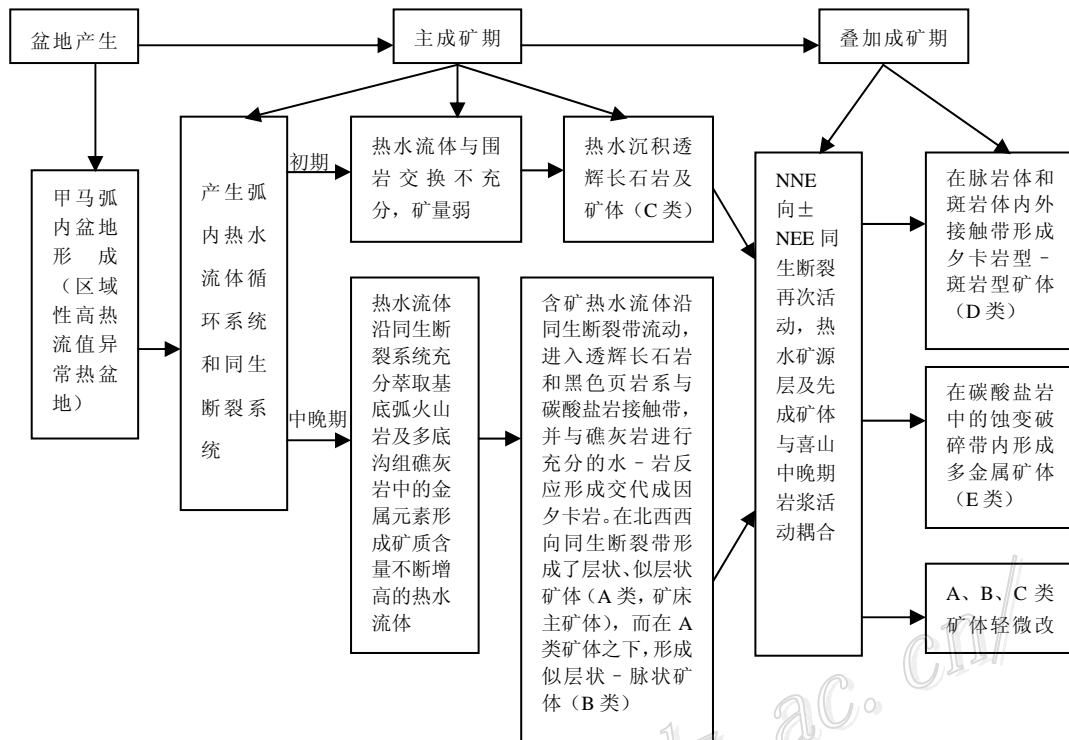 盆地产生
主成矿期
叠加成矿期
甲马弧
内盆地
形成
（区域
性高热
流值异
常热盆
地）
产生弧
内热水
流体循
环系统
和同生
断裂系
统
初期
中晚期
热水流体与围
岩交换不充
分，矿量弱
热水沉积透
辉长石岩及
矿体（C 类）
热水流体
沿同生断
裂系统充
分萃取基
底弧火山
岩及多底
沟组礁灰
岩中的金
属元素形
成矿质含
量不断增
高的热水
流体
含矿热水流体沿
同生断裂带流动，
进入透辉长石岩
和黑色页岩系与
碳酸盐岩接触带，
并与礁灰岩进行
充分的水－岩反
应形成交代成因
夕卡岩。在北西西
向同生断裂带形
成了层状、似层状
矿体（A 类，矿床
主矿体），而在 A
类矿体之下，形成
似层状－脉状矿
体（B 类）
NNE
向±
NEE 同
生断裂
再次活
动，热
水矿源
层及先
成矿体
与喜山
中晚期
岩浆活
动耦合
在脉岩体和
斑岩体内外
接触带形成
夕卡岩型－
斑岩型矿体
（D 类）
在碳酸盐岩
中的蚀变破
碎带内形成
多金属矿体
（E 类）
A、B、C 类
矿体轻微改
ac.cn/